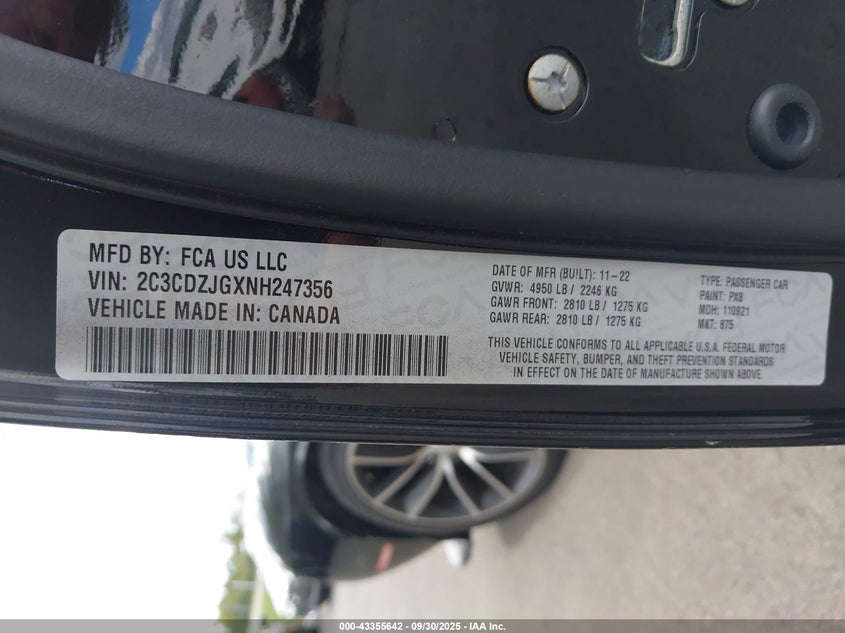 MFD BY: FCA US LLC
VIN: 2C3CDZJGXNH247356
VEHICLE MADE IN: CANADA
DATE OF MFR (BUILT): 11-22
GVWR: 4950 LB / 2246 KG
GAWR FRONT: 2810 LB / 1275 KG
GAWR REAR: 2810 LB / 1275 KG
TYPE: PASSENGER CAR
PAINT: PX8
MDH: 110921
MKT: 875
THIS VEHICLE CONFORMS TO ALL APPLICABLE U.S.A. FEDERAL MOTOR
VEHICLE SAFETY, BUMPER, AND THEFT PREVENTION STANDARDS
IN EFFECT ON THE DATE OF MANUFACTURE SHOWN ABOVE.
000-43355642 - 09/30/2025 - IAA Inc.